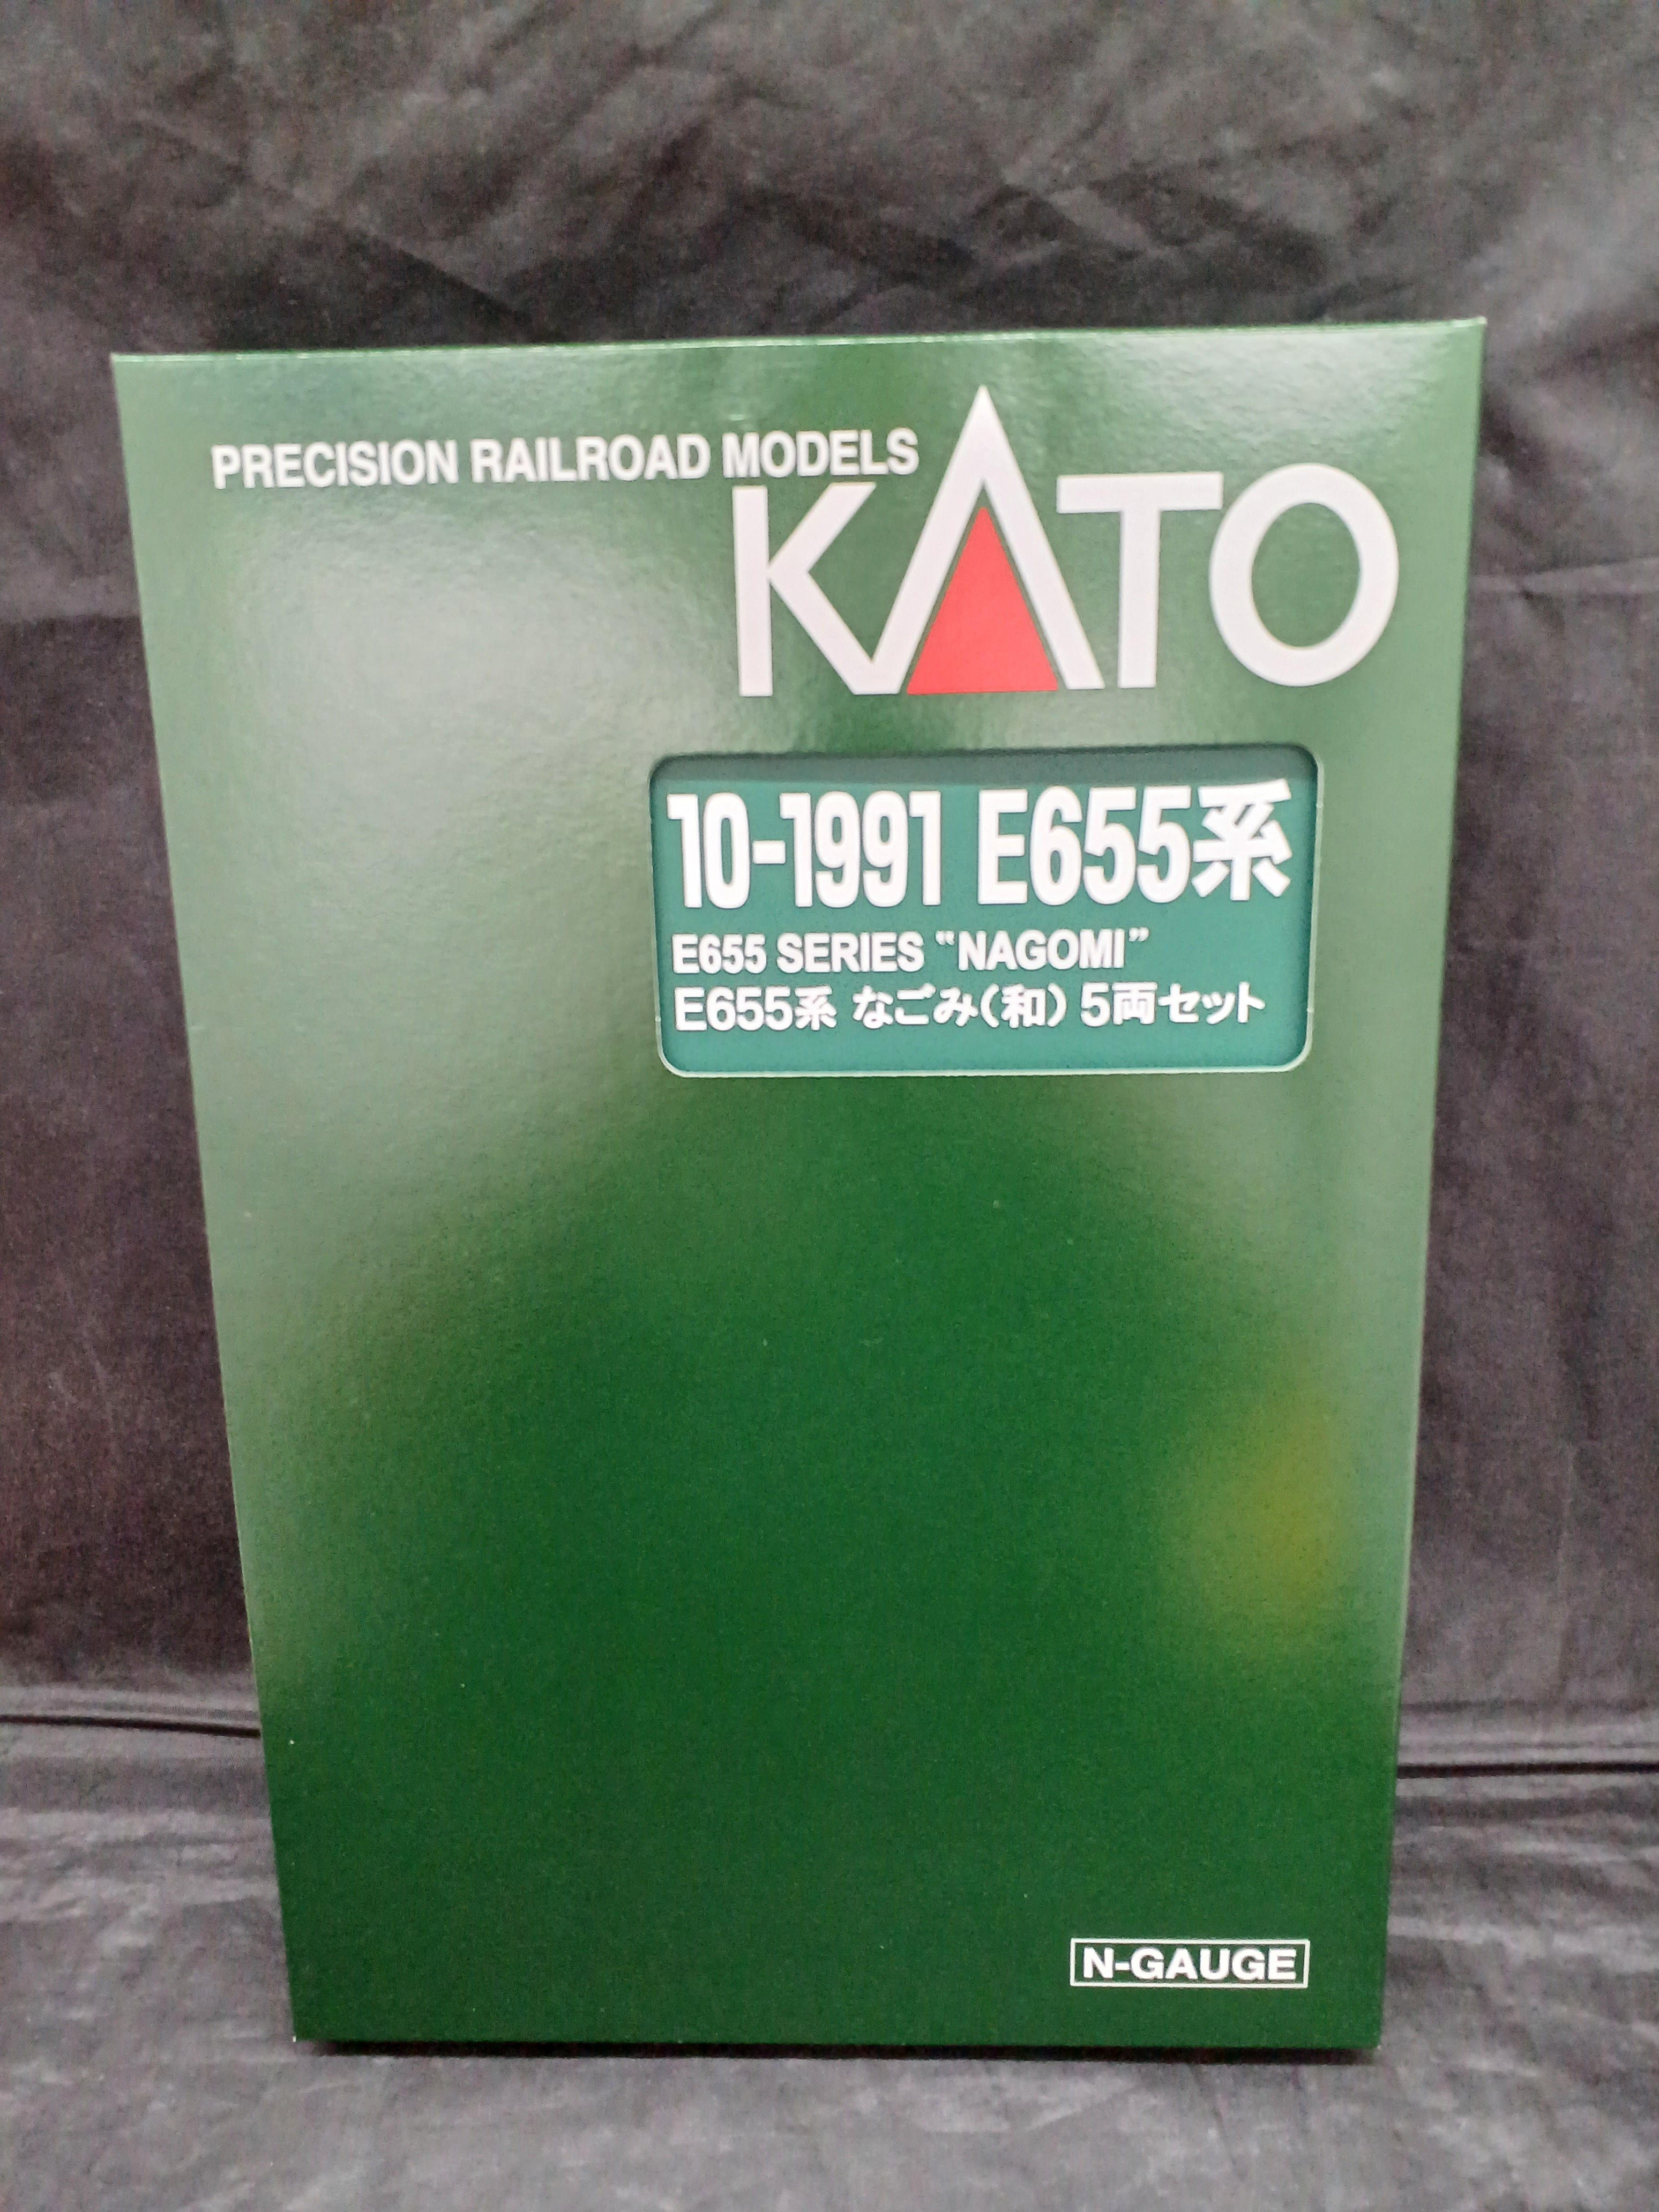 PRECISION RAILROAD MODELS
KATO
10-1991 E655系
E655 SERIES “NAGOMI”
E655系 なごみ(和) 5両セット
N-GAUGE